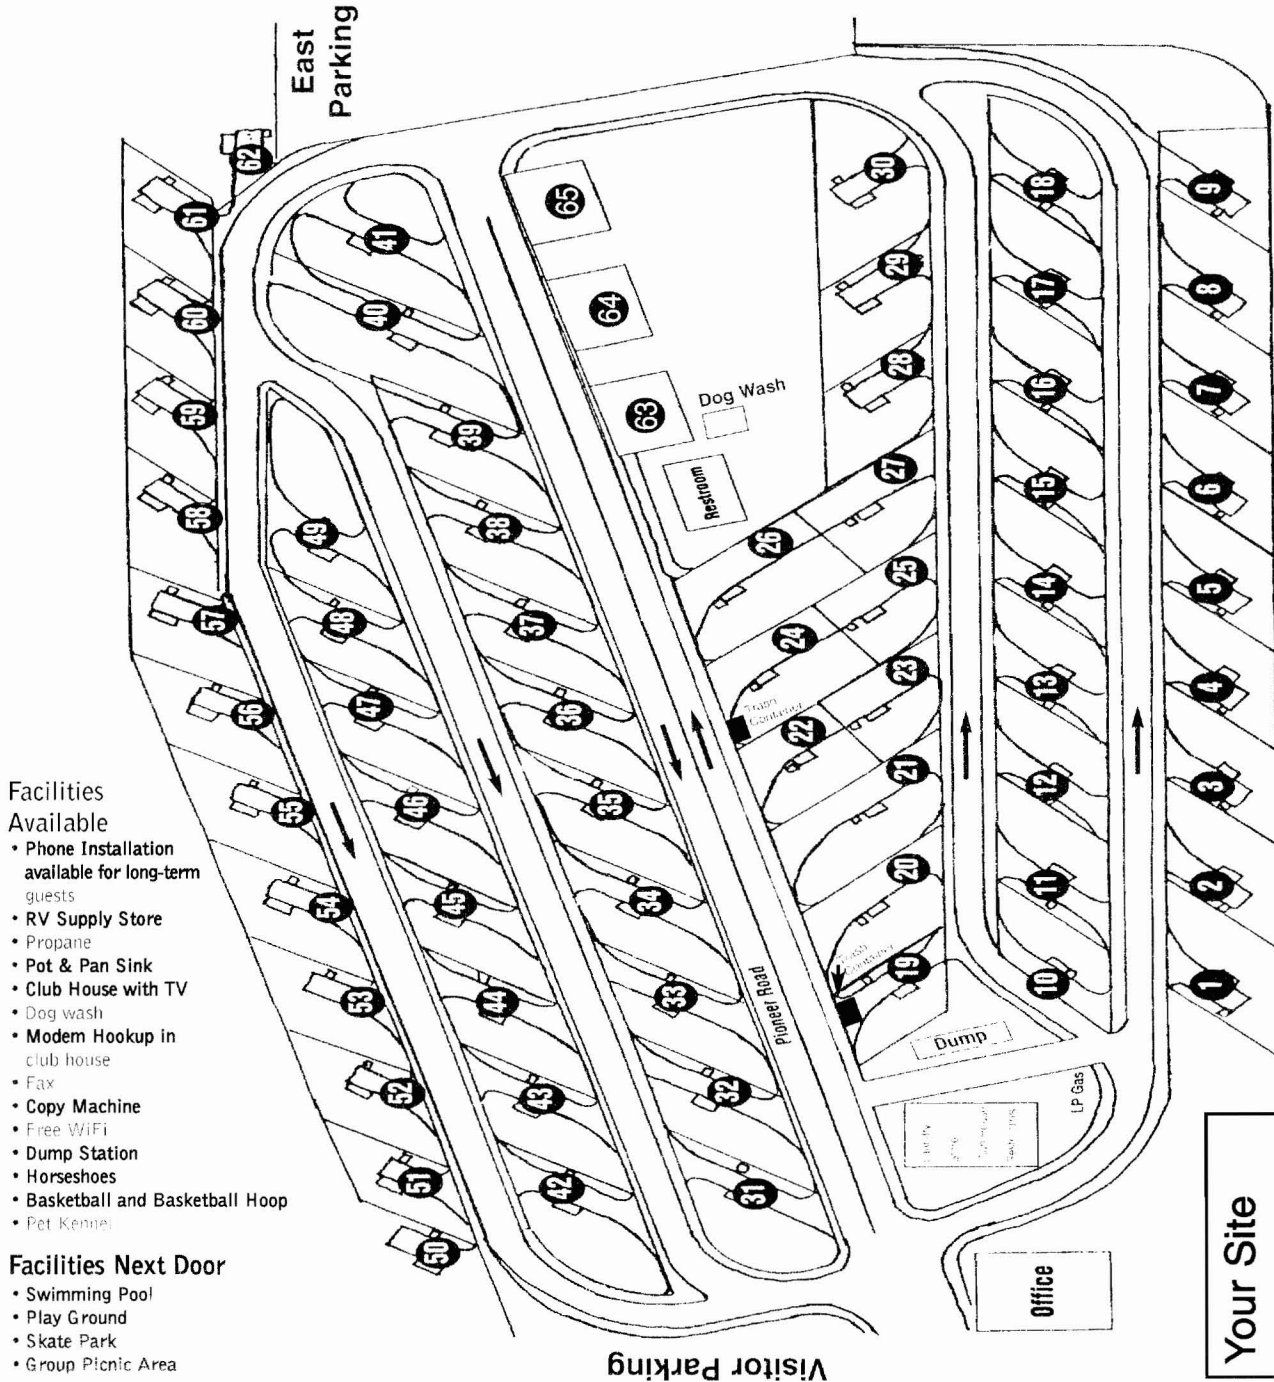 East
Parking
62
61
60
59
58
57
56
55
54
53
52
51
50
41
40
39
38
37
36
35
34
33
32
31
49
48
47
46
45
44
43
42
65
64
63
Dog Wash
Restroom
30
29
28
27
26
25
24
23
22
21
20
19
Trash
Container
Trash
Container
Pioneer Road
18
17
16
15
14
13
12
11
10
9
8
7
6
5
4
3
2
1
Dump
LP Gas
Office
Visitor Parking
Your Site
Facilities
Available
• Phone Installation
available for long-term
guests
• RV Supply Store
• Propane
• Pot & Pan Sink
• Club House with TV
• Dog wash
• Modem Hookup in
club house
• Fax
• Copy Machine
• Free WiFi
• Dump Station
• Horseshoes
• Basketball and Basketball Hoop
• Pet Kennel
Facilities Next Door
• Swimming Pool
• Play Ground
• Skate Park
• Group Picnic Area